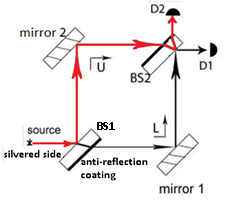 D2
mirror 2
U
BS2
D1
source
BS1
L
silvered side
anti-reflection
coating
mirror 1